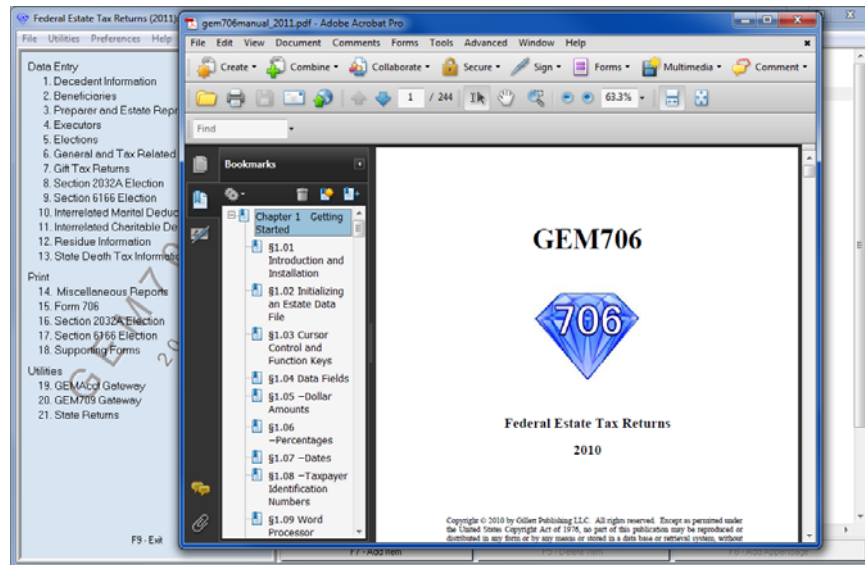 Federal Estate Tax Returns (2011)
File Utilities Preferences Help
Data Entry
1. Decedent Information
2. Beneficiaries
3. Preparer and Estate Repr
4. Executors
5. Elections
6. General and Tax Related
7. Gift Tax Returns
8. Section 2032A Election
9. Section 6166 Election
10. Interrelated Marital Deduc
11. Interrelated Charitable De
12. Residue Information
13. State Death Tax Informatio
Print
14. Miscellaneous Reports
15. Form 706
16. Section 2032A Election
17. Section 6166 Election
18. Supporting Forms
Utilities
19. GEMAcct Gateway
20. GEM709 Gateway
21. State Returns
GEM7
20
F9 - Exit
gem706manual_2011.pdf - Adobe Acrobat Pro
File Edit View Document Comments Forms Tools Advanced Window Help
Create Combine Collaborate Secure Sign Forms Multimedia Comment
1 / 244 63.3%
Find
Bookmarks
Chapter 1 Getting
Started
§1.01
Introduction and
Installation
§1.02 Initializing
an Estate Data
File
§1.03 Cursor
Control and
Function Keys
§1.04 Data Fields
§1.05 –Dollar
Amounts
§1.06
–Percentages
§1.07 –Dates
§1.08 –Taxpayer
Identification
Numbers
§1.09 Word
Processor
GEM706
706
Federal Estate Tax Returns
2010
Copyright © 2010 by Gillett Publishing LLC. All rights reserved. Except as permitted under
the United States Copyright Act of 1976, no part of this publication may be reproduced or
distributed in any form or by any means or stored in a data base or retrieval system, without
F7 - Add Item F5 - Delete Item F6 - Add Appendage